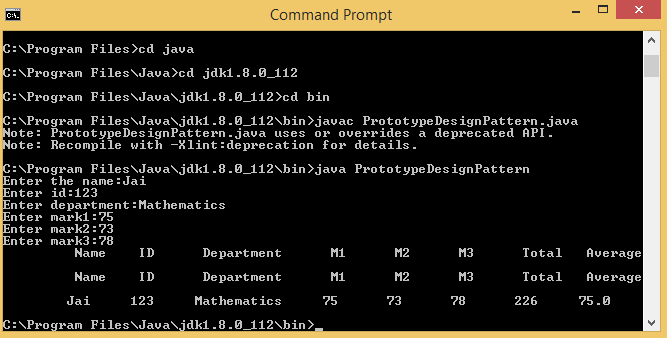 Command Prompt
C:\Program Files>cd java
C:\Program Files\Java>cd jdk1.8.0_112
C:\Program Files\Java\jdk1.8.0_112>cd bin
C:\Program Files\Java\jdk1.8.0_112\bin>javac PrototypeDesignPattern.java
Note: PrototypeDesignPattern.java uses or overrides a deprecated API.
Note: Recompile with -Xlint:deprecation for details.
C:\Program Files\Java\jdk1.8.0_112\bin>java PrototypeDesignPattern
Enter the name:Jai
Enter id:123
Enter department:Mathematics
Enter mark1:75
Enter mark2:73
Enter mark3:78
Name ID Department M1 M2 M3 Total Average
Name ID Department M1 M2 M3 Total Average
Jai 123 Mathematics 75 73 78 226 75.0
C:\Program Files\Java\jdk1.8.0_112\bin>_